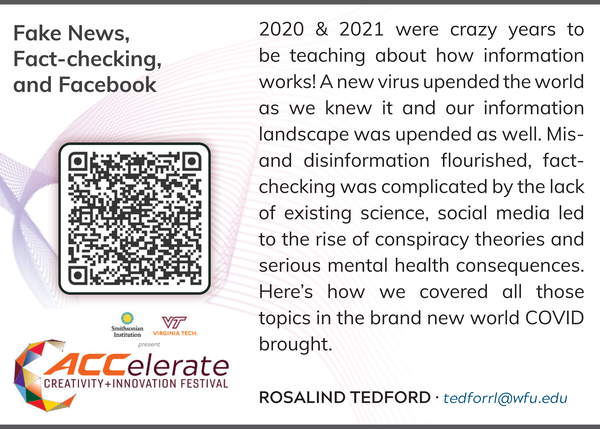 Fake News,
Fact-checking,
and Facebook
2020 & 2021 were crazy years to
be teaching about how information
works! A new virus upended the world
as we knew it and our information
landscape was upended as well. Mis-
and disinformation flourished, fact-
checking was complicated by the lack
of existing science, social media led
to the rise of conspiracy theories and
serious mental health consequences.
Here’s how we covered all those
topics in the brand new world COVID
brought.
ROSALIND TEDFORD · tedforrl@wfu.edu
Smithsonian
Institution
VT
VIRGINIA TECH.
present
ACCelerate
CREATIVITY+INNOVATION FESTIVAL